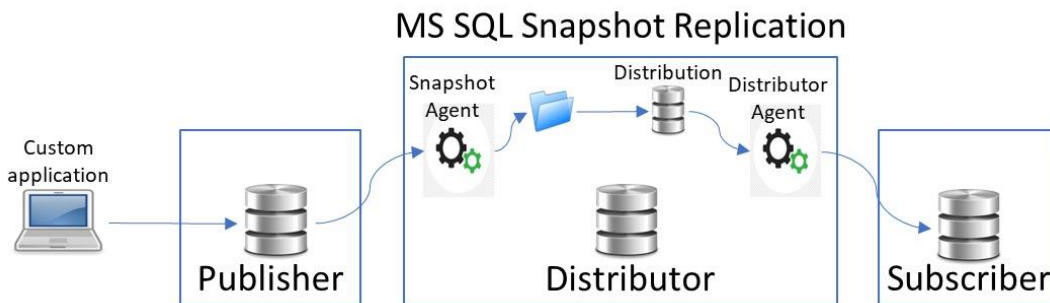 MS SQL Snapshot Replication
Custom
application
Publisher
Snapshot
Agent
Distribution
Distributor
Agent
Distributor
Subscriber